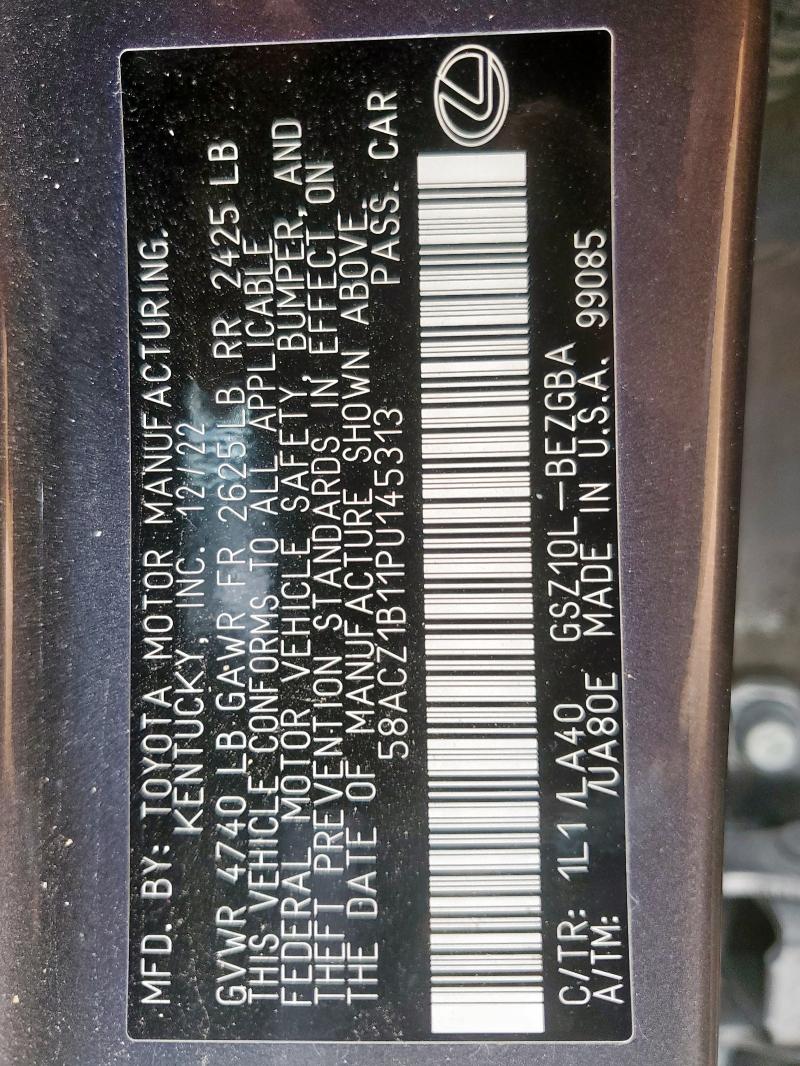 MFD. BY: TOYOTA MOTOR MANUFACTURING.
KENTUCKY, INC. 12/22
GVWR 4740 LB GAWR FR 2625 LB RR 2425 LB
THIS VEHICLE CONFORMS TO ALL APPLICABLE
FEDERAL MOTOR VEHICLE SAFETY, BUMPER, AND
THEFT PREVENTION STANDARDS IN EFFECT ON
THE DATE OF MANUFACTURE SHOWN ABOVE.
58ACZ1B11PU145313 PASS. CAR
C/TR: 1L1/LA40 GSZ10L-BEZGBA
A/TM: /UA80E MADE IN U.S.A. 99085